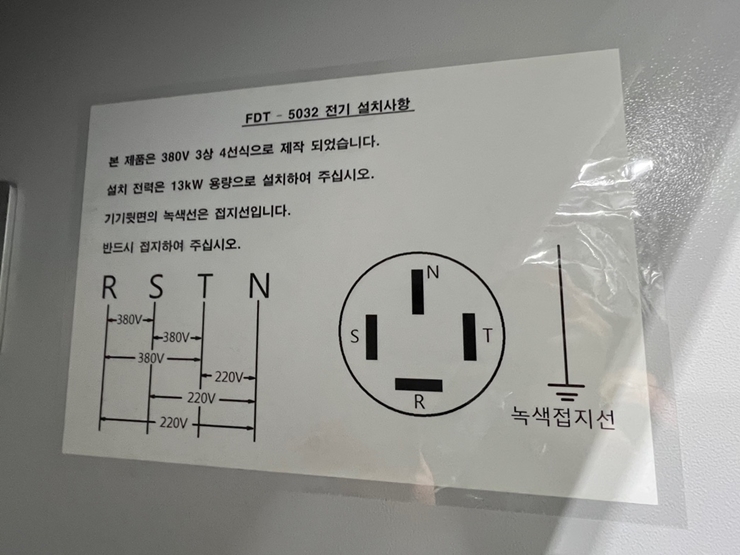 FDT - 5032 전기 설치사항
본 제품은 380V 3상 4선식으로 제작 되었습니다.
설치 전력은 13kW 용량으로 설치하여 주십시오.
기기뒷면의 녹색선은 접지선입니다.
반드시 접지하여 주십시오.
R S T N
380V
380V
380V
220V
220V
220V
N
S T
R
녹색접지선